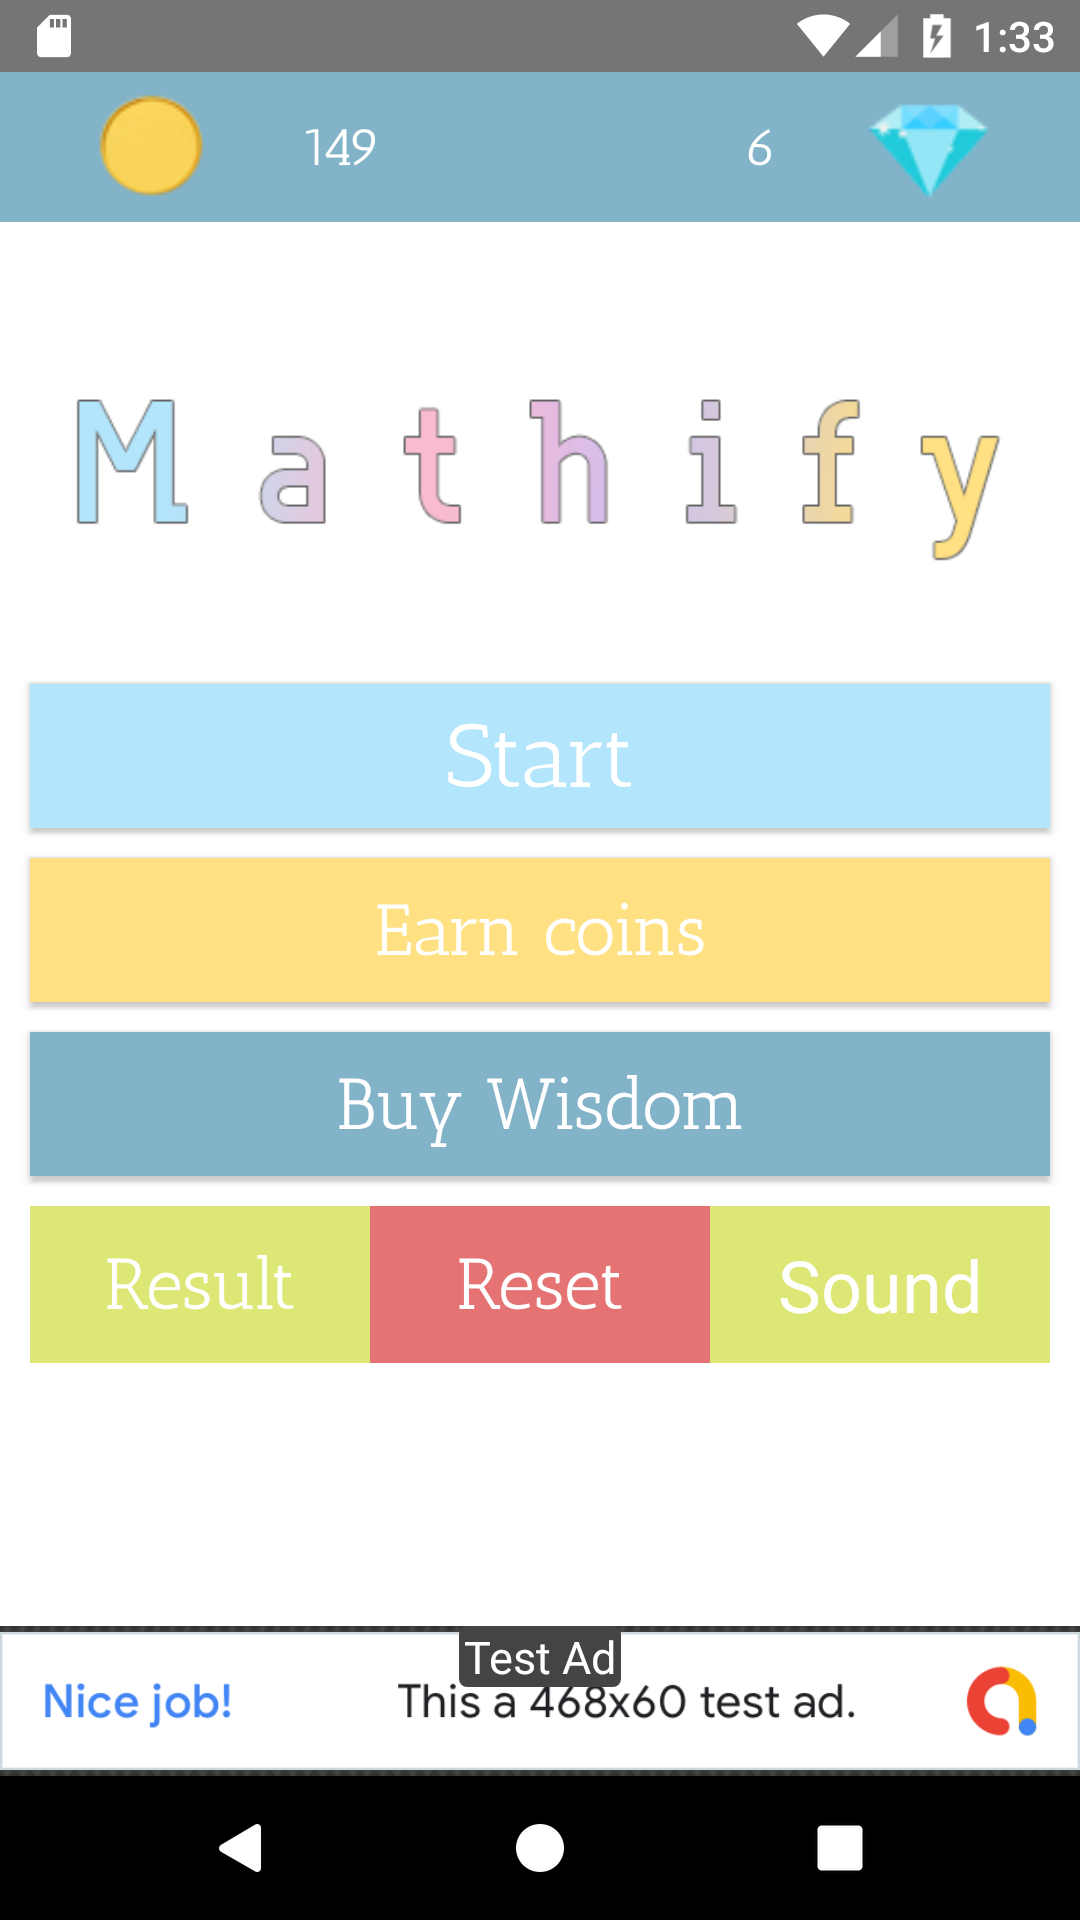 1:33
149 6
Mathify
Start
Earn coins
Buy Wisdom
Result Reset Sound
Test Ad
Nice job! This a 468x60 test ad.